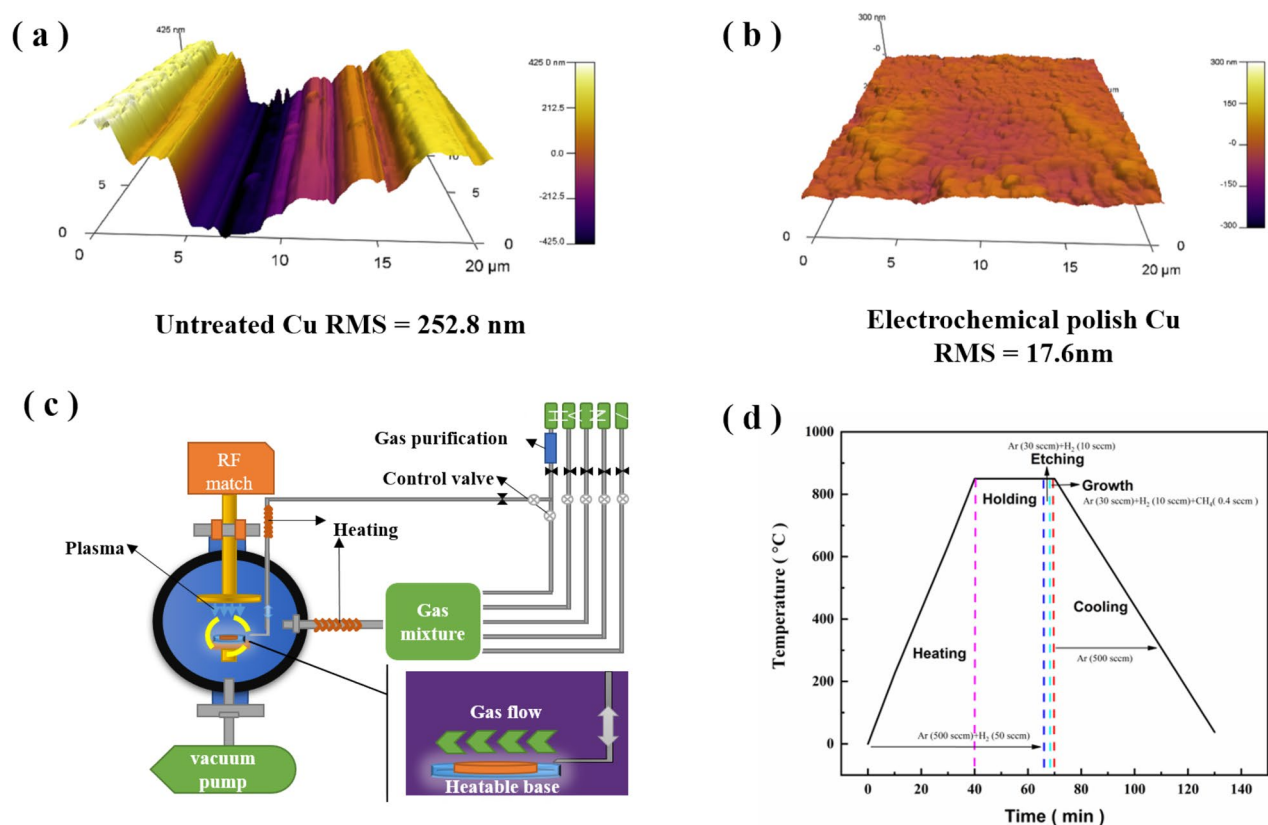 ( a )
425 nm
5
0
0
5
10
15
20 µm
10
5
0
425.0 nm
212.5
0.0
-212.5
-425.0
Untreated Cu RMS = 252.8 nm
( b )
300 nm
-0
0
0
5
10
15
20 µm
0
300 nm
150
-0
-150
-300
Electrochemical polish Cu
RMS = 17.6nm
( c )
RF
match
Plasma
Gas purification
Control valve
Heating
Gas
mixture
vacuum
pump
Gas flow
Heatable base
( d )
Temperature ( °C )
1000
800
600
400
200
0
Ar (30 sccm)+H₂ (10 sccm)
Etching
Growth
Ar (30 sccm)+H₂ (10 sccm)+CH₄( 0.4 sccm )
Holding
Heating
Cooling
Ar (500 sccm)
Ar (500 sccm)+H₂ (50 sccm)
0
20
40
60
80
100
120
140
Time ( min )